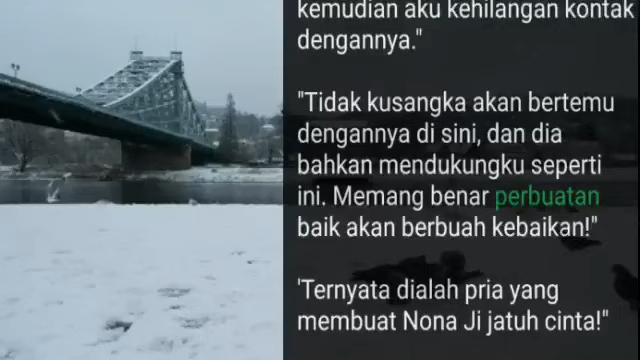 kemudian aku kehilangan kontak
dengannya."
"Tidak kusangka akan bertemu
dengannya di sini, dan dia
bahkan mendukungku seperti
ini. Memang benar perbuatan
baik akan berbuah kebaikan!"
'Ternyata dialah pria yang
membuat Nona Ji jatuh cinta!"